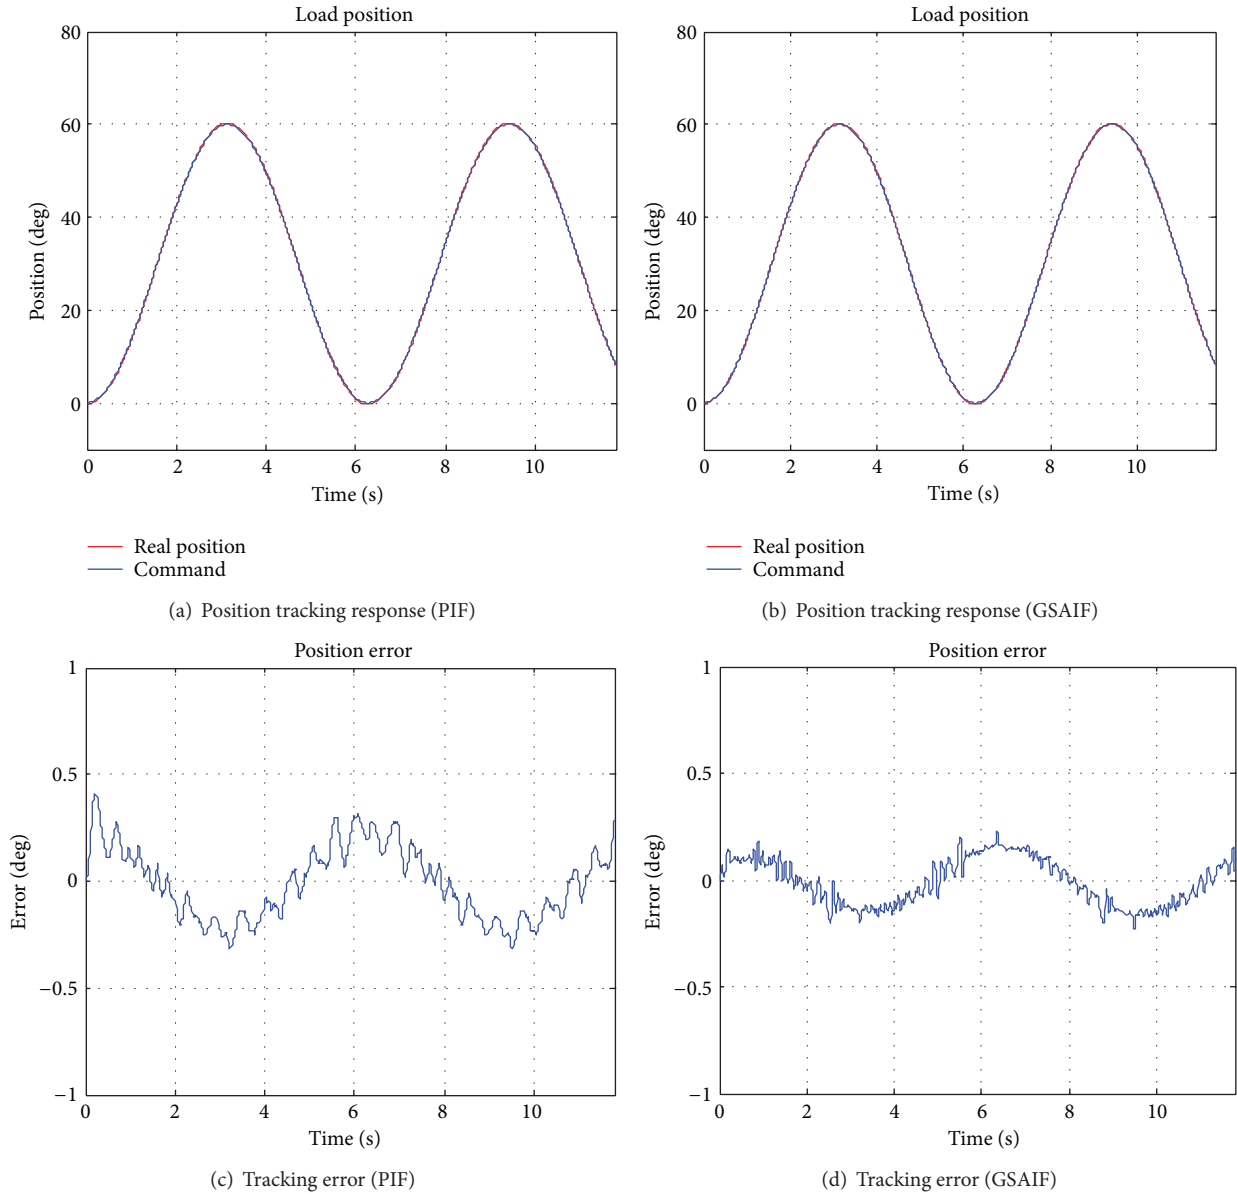 Load position
80
60
40
20
0
Position (deg)
0 2 4 6 8 10
Time (s)
Real position
Command
(a) Position tracking response (PIF)
Load position
80
60
40
20
0
Position (deg)
0 2 4 6 8 10
Time (s)
Real position
Command
(b) Position tracking response (GSAIF)
Position error
1
0.5
0
−0.5
−1
Error (deg)
0 2 4 6 8 10
Time (s)
(c) Tracking error (PIF)
Position error
1
0.5
0
−0.5
−1
Error (deg)
0 2 4 6 8 10
Time (s)
(d) Tracking error (GSAIF)